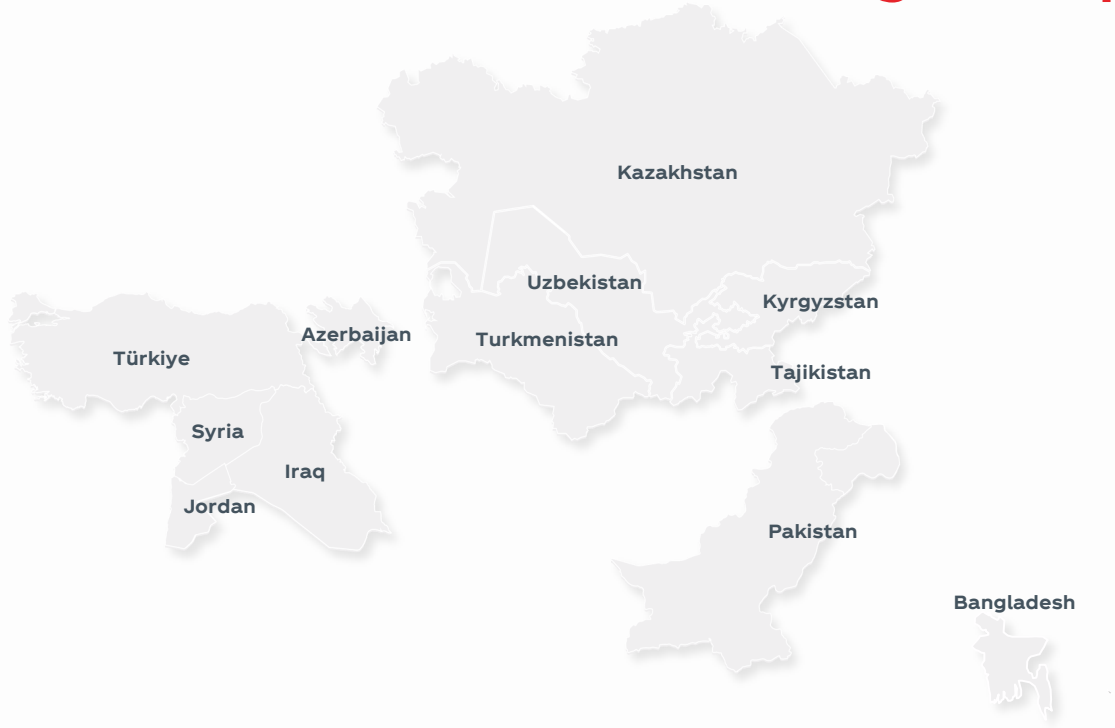 Kazakhstan
Uzbekistan
Kyrgyzstan
Azerbaijan
Turkmenistan
Türkiye
Tajikistan
Syria
Iraq
Jordan
Pakistan
Bangladesh